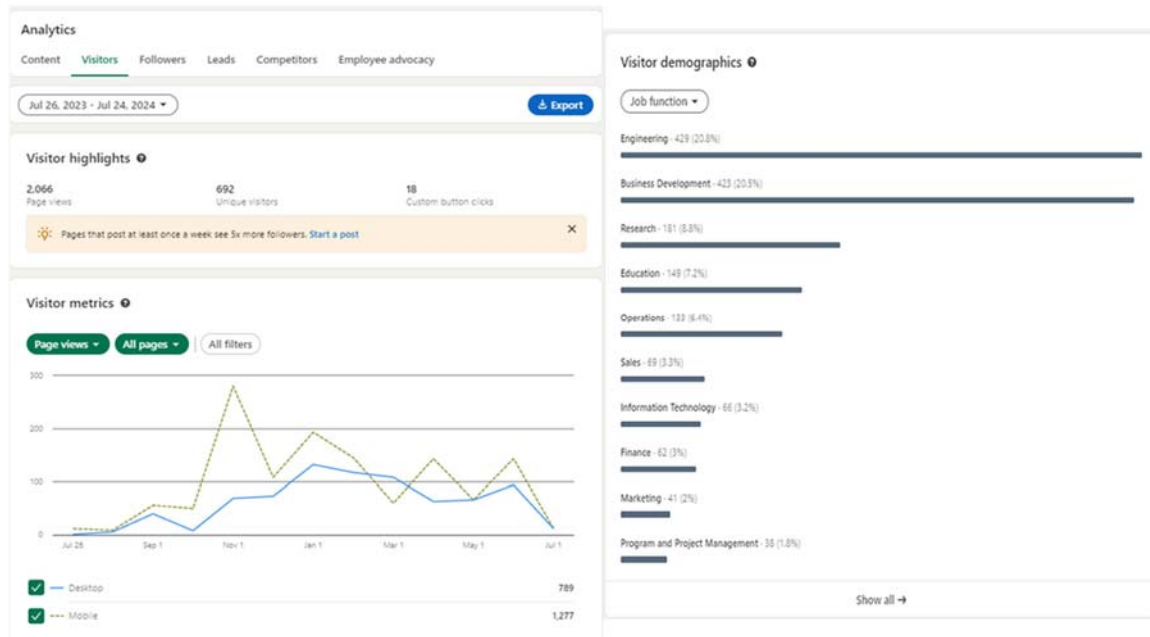 Analytics
Content Visitors Followers Leads Competitors Employee advocacy
Jul 26, 2023 - Jul 24, 2024
Export
Visitor highlights
2,066 692 18
Page views Unique visitors Custom button clicks
Pages that post at least once a week see 5x more followers. Start a post
Visitor metrics
Page views All pages All filters
300
200
100
0
Jul 26 Sep 1 Nov 1 Jan 1 Mar 1 May 1 Jul 1
Desktop 789
Mobile 1,277
Visitor demographics
Job function
Engineering - 429 (20.8%)
Business Development - 423 (20.5%)
Research - 181 (8.8%)
Education - 149 (7.2%)
Operations - 133 (6.4%)
Sales - 69 (3.3%)
Information Technology - 66 (3.2%)
Finance - 62 (3%)
Marketing - 41 (2%)
Program and Project Management - 38 (1.8%)
Show all →